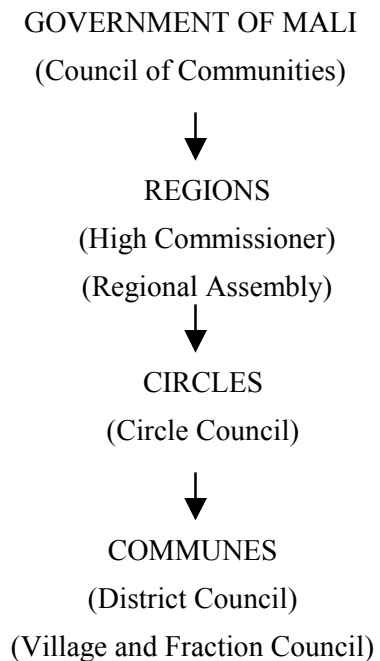 GOVERNMENT OF MALI
(Council of Communities)
REGIONS
(High Commissioner)
(Regional Assembly)
CIRCLES
(Circle Council)
COMMUNES
(District Council)
(Village and Fraction Council)